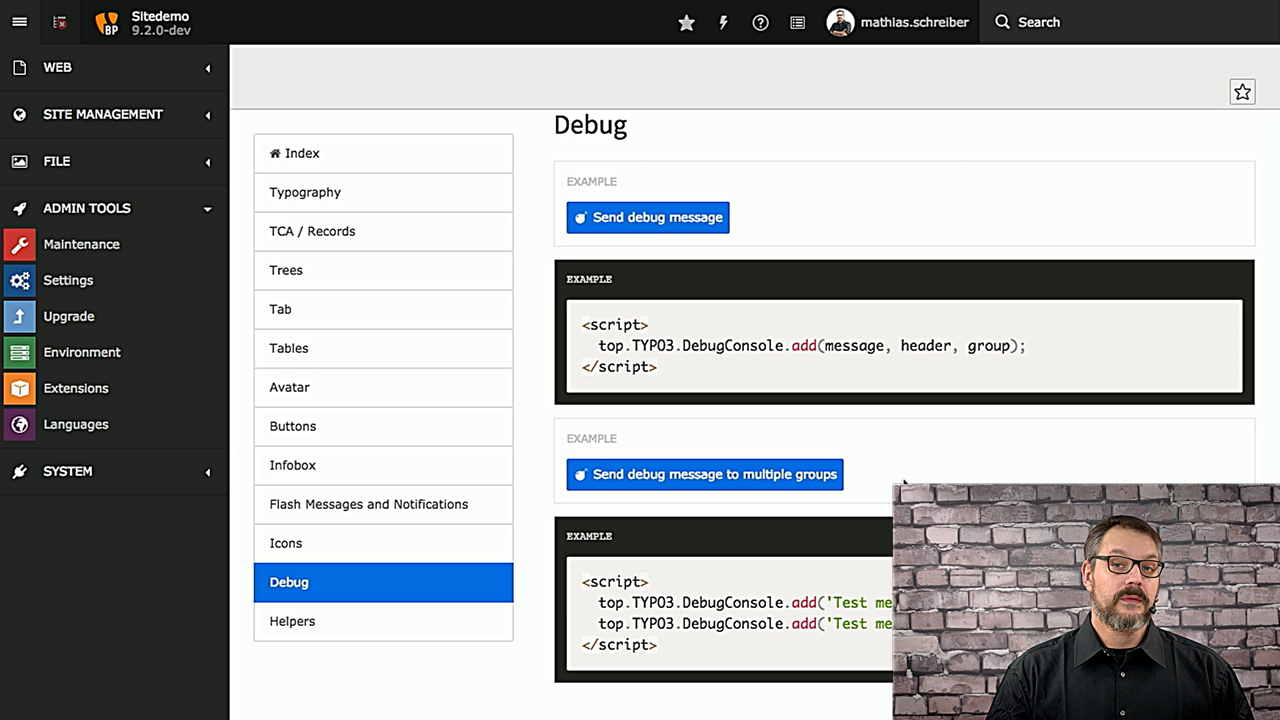 Sitedemo
BP
9.2.0-dev
mathias.schreiber
Search
WEB
SITE MANAGEMENT
FILE
ADMIN TOOLS
Maintenance
Settings
Upgrade
Environment
Extensions
Languages
SYSTEM
Index
Typography
TCA / Records
Trees
Tab
Tables
Avatar
Buttons
Infobox
Flash Messages and Notifications
Icons
Debug
Helpers
Debug
EXAMPLE
Send debug message
EXAMPLE
<script>
top.TYPO3.DebugConsole.add(message, header, group);
</script>
EXAMPLE
Send debug message to multiple groups
EXAMPLE
<script>
top.TYPO3.DebugConsole.add('Test me
top.TYPO3.DebugConsole.add('Test me
</script>